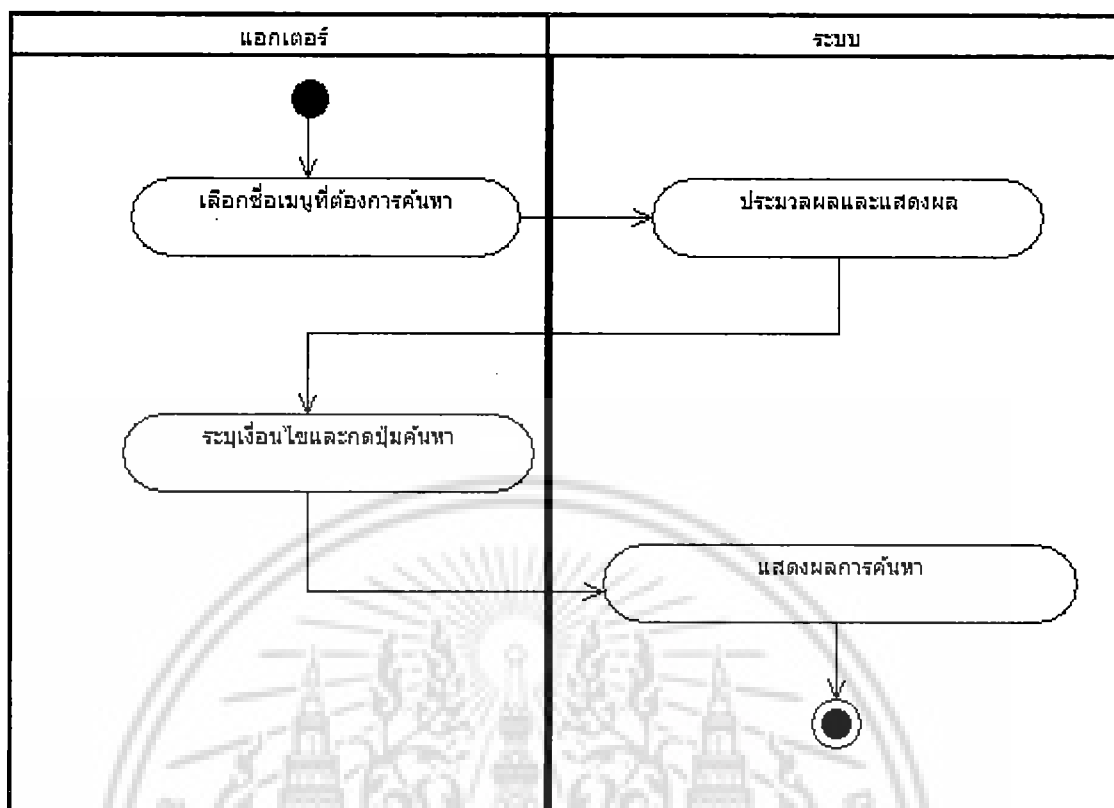 แอกเตอร์
ระบบ
เลือกชื่อเมนูที่ต้องการค้นหา
ประมวลผลและแสดงผล
ระบุเงื่อนไขและกดปุ่มค้นหา
แสดงผลการค้นหา